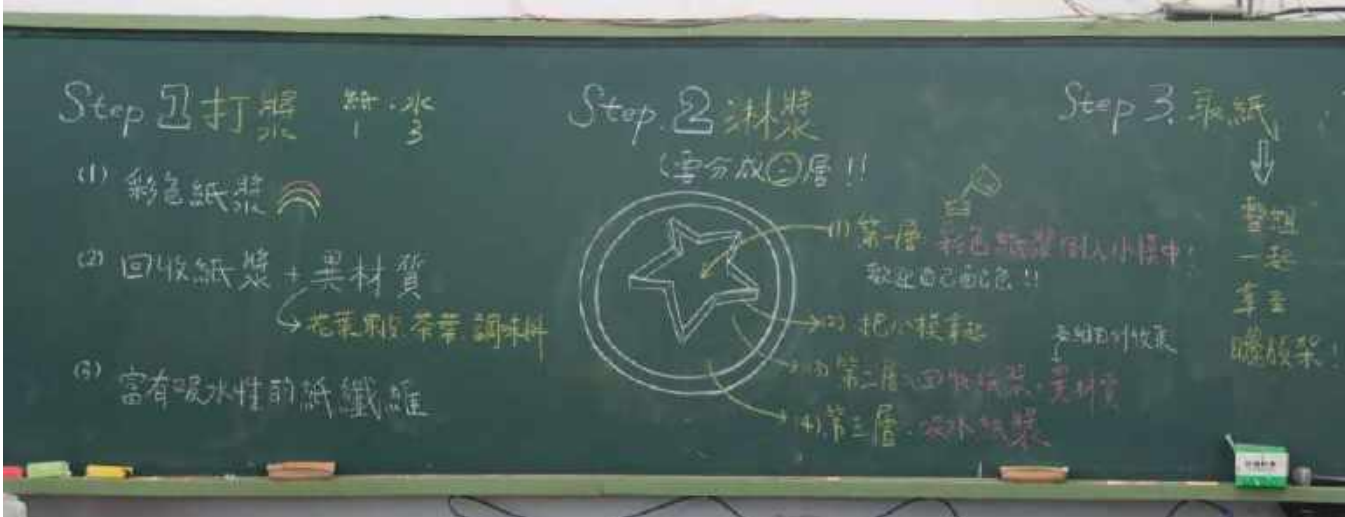 Step 1 打漿 紙.水
1 3
(1) 彩色紙漿
(2) 回收紙漿 + 異材質
花葉 茶葉 調味料
(3) 富有吸水性的紙纖維
Step 2 淋漿
(要分成三層!!
(1) 第一層 彩色紙漿倒入小模中!
歡迎自己配色!!
(2) 把小模拿起
(3) 第二層 回收紙漿.異材質
(4) 第三層.吸水紙漿
Step 3. 取紙
整組
一起
拿至
曬版架!